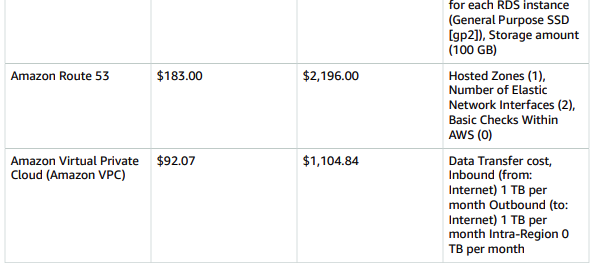 for each RDS instance
(General Purpose SSD
[gp2]), Storage amount
(100 GB)
Amazon Route 53 $183.00 $2,196.00 Hosted Zones (1),
Number of Elastic
Network Interfaces (2),
Basic Checks Within
AWS (0)
Amazon Virtual Private $92.07 $1,104.84 Data Transfer cost,
Cloud (Amazon VPC) Inbound (from:
Internet) 1 TB per
month Outbound (to:
Internet) 1 TB per
month Intra-Region 0
TB per month